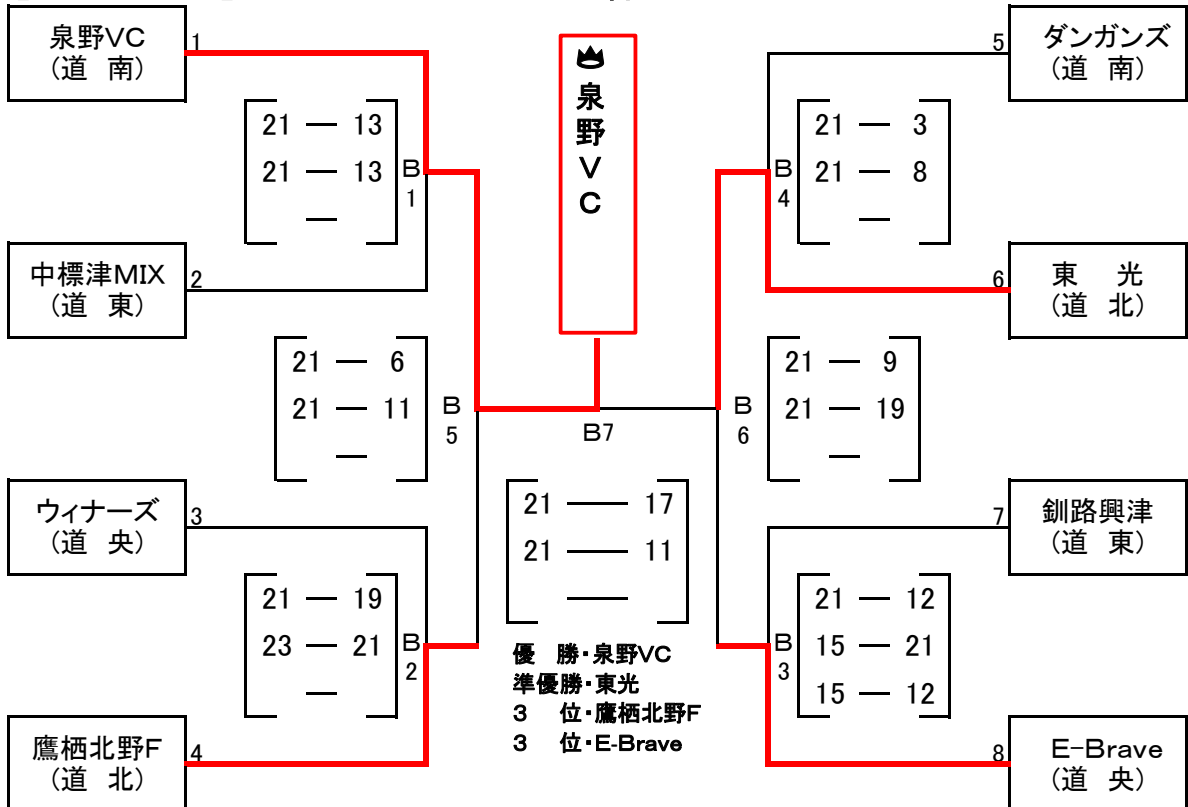 泉野VC
(道 南)
1
21 — 13
21 — 13
—
B
1
中標津MIX
(道 東)
2
21 — 6
21 — 11
—
B
5
ウィナーズ
(道 央)
3
21 — 19
23 — 21
—
B
2
鷹栖北野F
(道 北)
4
泉野VC
B7
21 — 17
21 — 11
—
優 勝・泉野VC
準優勝・東光
3 位・鷹栖北野F
3 位・E-Brave
5
ダンガンズ
(道 南)
B
4
21 — 3
21 — 8
—
6
東 光
(道 北)
B
6
21 — 9
21 — 19
—
7
釧路興津
(道 東)
B
3
21 — 12
15 — 21
15 — 12
8
E-Brave
(道 央)